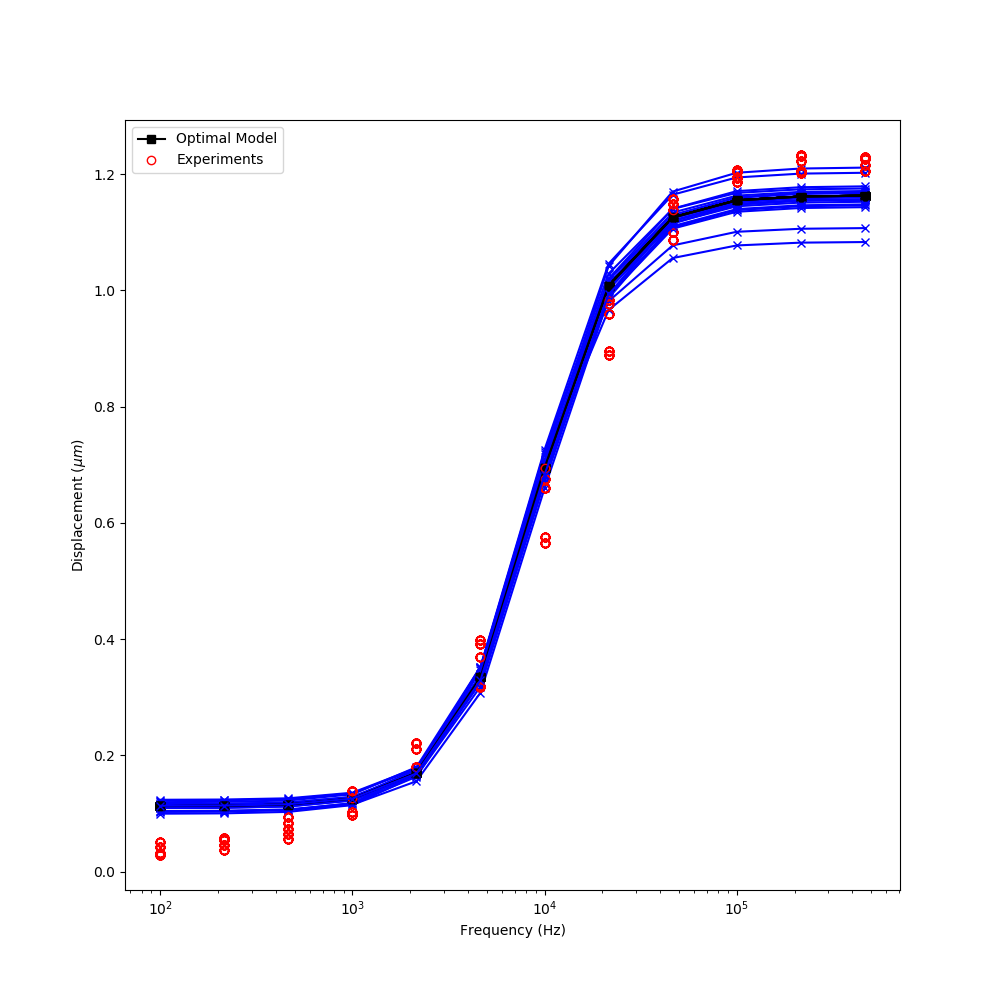 Optimal Model
Experiments
1.2
1.0
0.8
0.6
0.4
0.2
0.0
Displacement (μm)
10²
10³
10⁴
10⁵
Frequency (Hz)